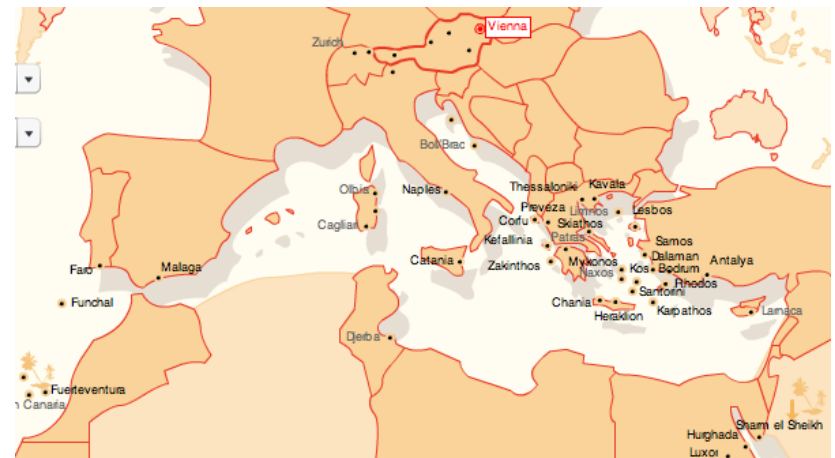 Vienna
Zurich
Bol/Brac
Olbia
Naples
Thessaloniki
Kavala
Preveza
Limnos
Lesbos
Corfu
Skiathos
Cagliari
Patras
Kefallinia
Samos
Catania
Zakinthos
Mykonos
Dalaman
Antalya
Faro
Malaga
Naxos
Kos
Bodrum
Rhodos
Santorini
Funchal
Chania
Heraklion
Karpathos
Larnaca
Djerba
Fuerteventura
n Canaria
Sharm el Sheikh
Hurghada
Luxor